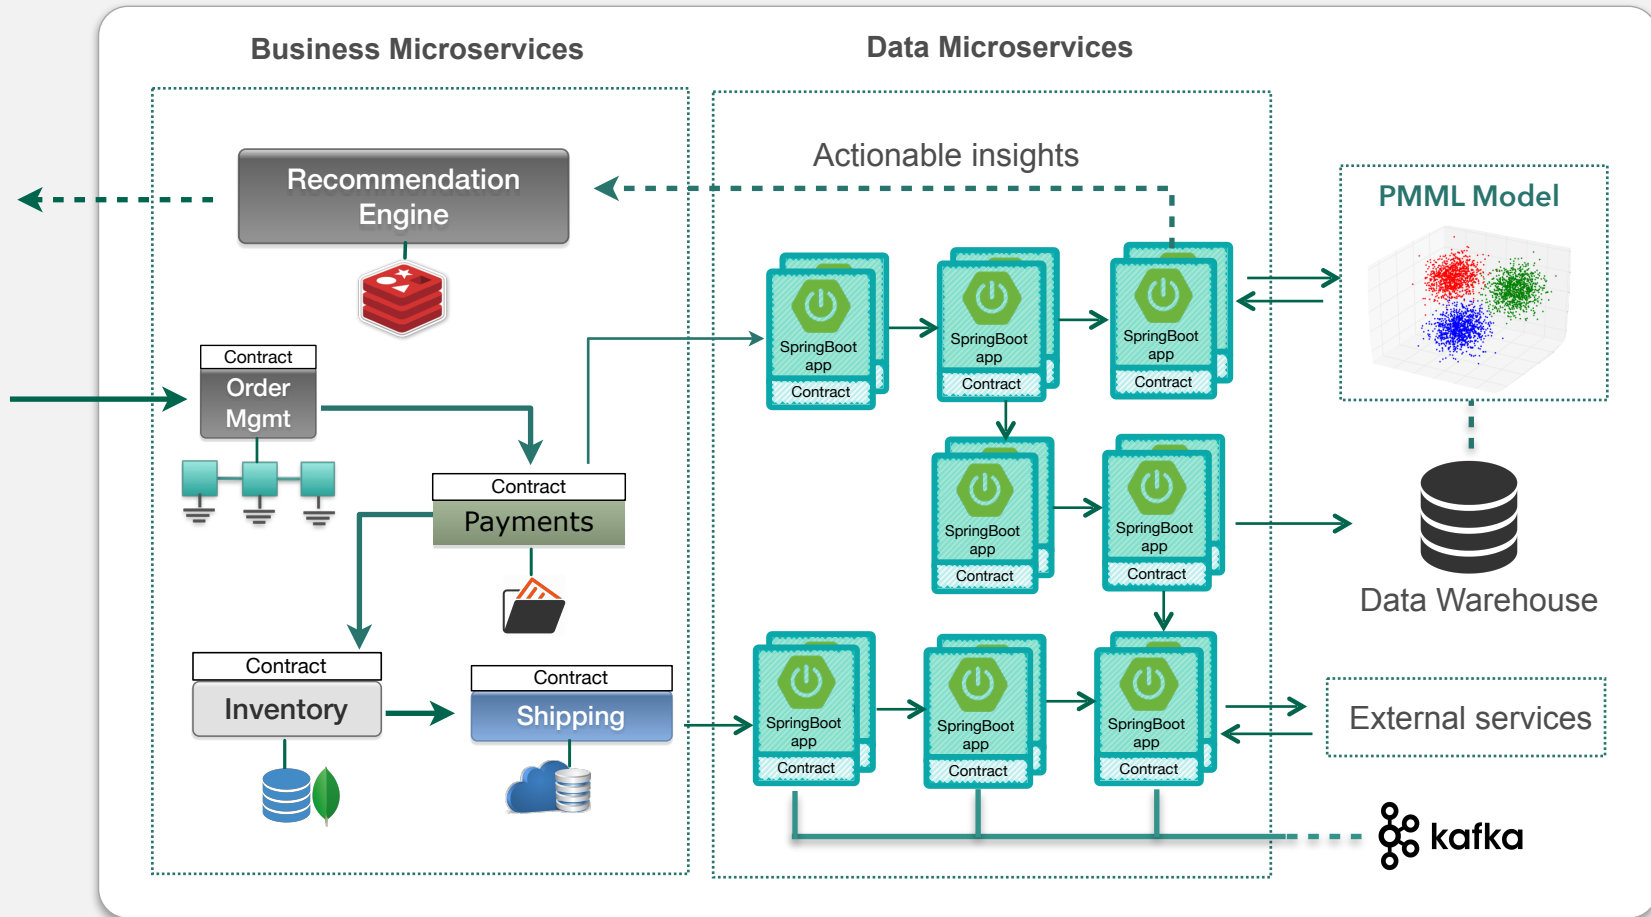 Business Microservices
Data Microservices
Actionable insights
Recommendation
Engine
PMML Model
SpringBoot
app
Contract
SpringBoot
app
Contract
SpringBoot
app
Contract
Contract
Order
Mgmt
Contract
Payments
SpringBoot
app
Contract
SpringBoot
app
Contract
Data Warehouse
Contract
Inventory
Contract
Shipping
SpringBoot
app
Contract
SpringBoot
app
Contract
SpringBoot
app
Contract
External services
kafka